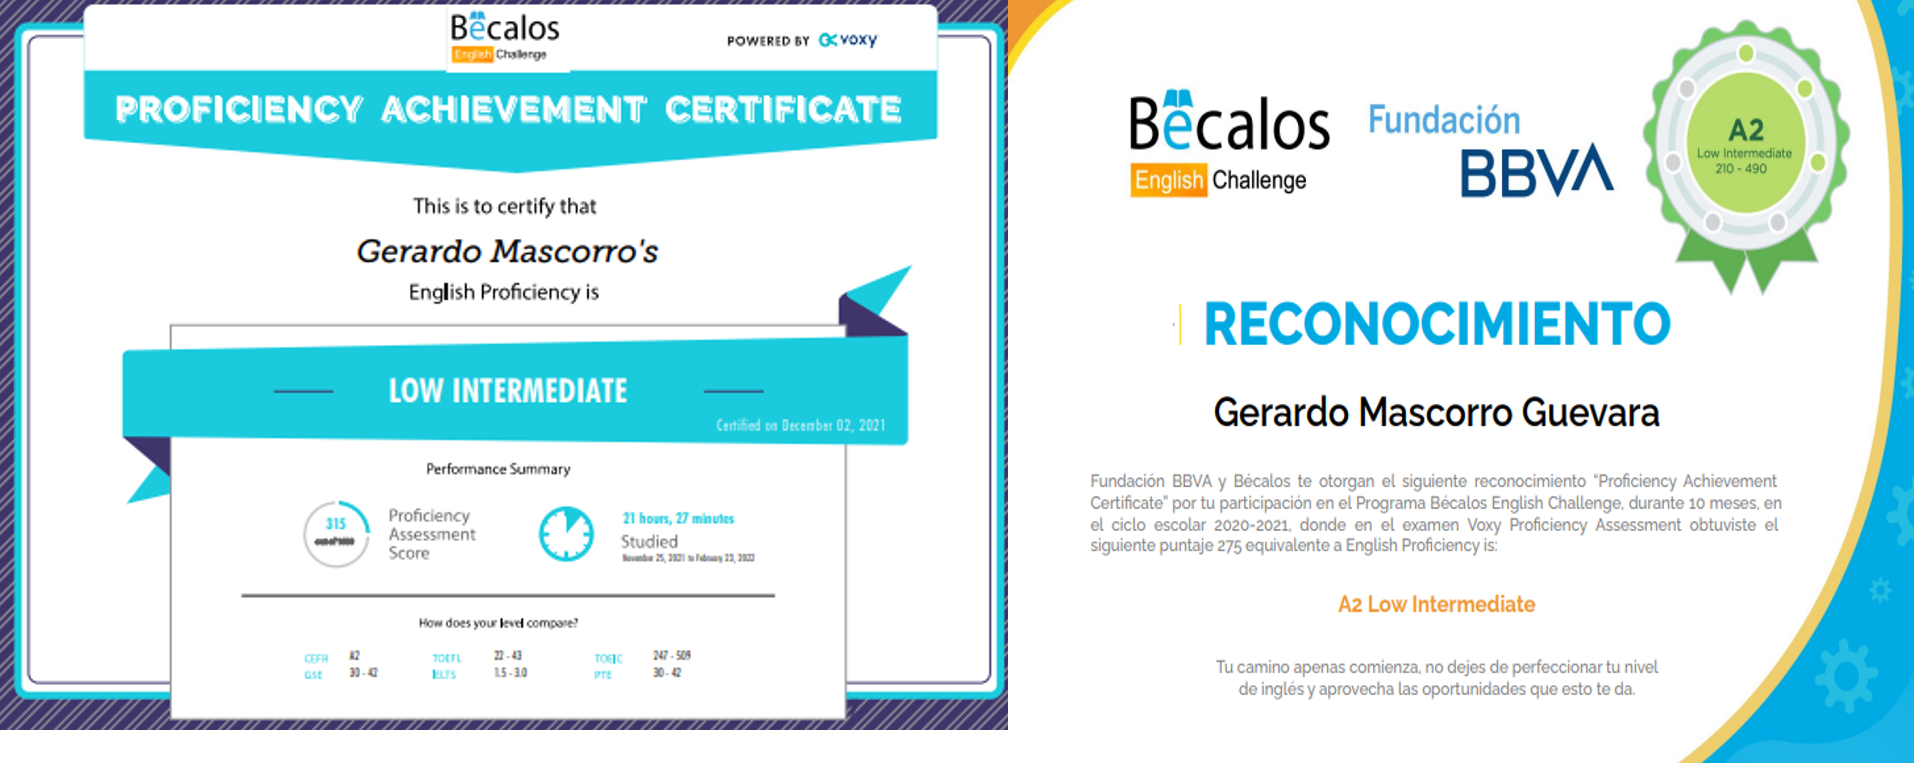 Bécalos
English Challenge
POWERED BY VOXY
PROFICIENCY ACHIEVEMENT CERTIFICATE
This is to certify that
Gerardo Mascorro's
English Proficiency is
LOW INTERMEDIATE
Certified on December 02, 2021
Performance Summary
315
out of 1000
Proficiency
Assessment
Score
21 hours, 27 minutes
Studied
November 25, 2021 to February 23, 2022
How does your level compare?
CEFR A2 TOEFL 22 - 43 TOEIC 247 - 509
GSE 30 - 42 IELTS 1.5 - 3.0 PTE 30 - 42
Bécalos
English Challenge
Fundación
BBVA
A2
Low Intermediate
210 - 490
RECONOCIMIENTO
Gerardo Mascorro Guevara
Fundación BBVA y Bécalos te otorgan el siguiente reconocimiento “Proficiency Achievement
Certificate” por tu participación en el Programa Bécalos English Challenge, durante 10 meses, en
el ciclo escolar 2020-2021, donde en el examen Voxy Proficiency Assessment obtuviste el
siguiente puntaje 275 equivalente a English Proficiency is:
A2 Low Intermediate
Tu camino apenas comienza, no dejes de perfeccionar tu nivel
de inglés y aprovecha las oportunidades que esto te da.